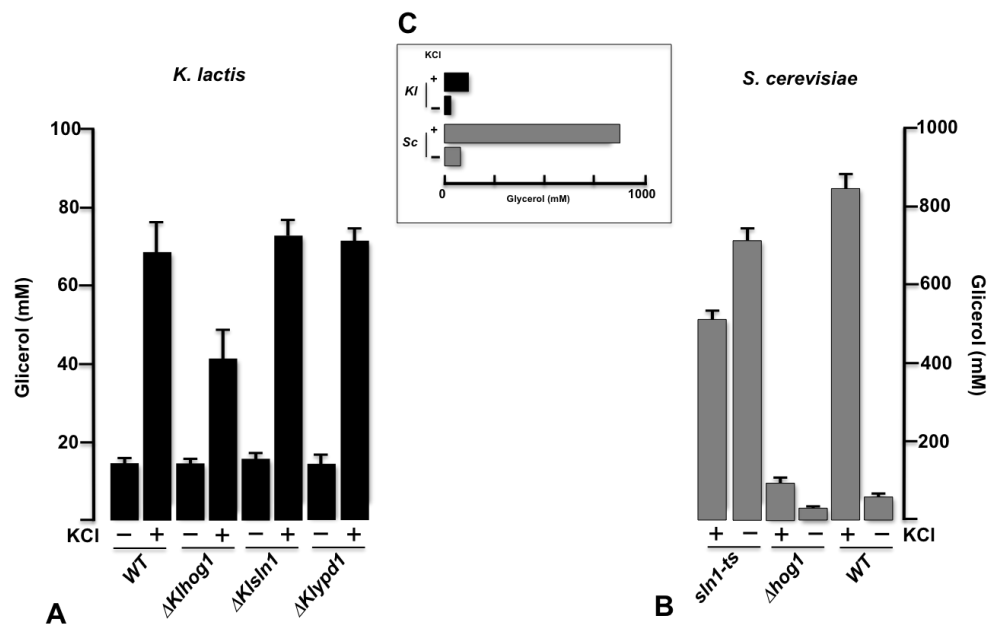 C
K. lactis
S. cerevisiae
KCl
+
Kl
−
+
Sc
−
0 1000
Glycerol (mM)
100
80
60
40
20
Glicerol (mM)
KCl − + − + − + − +
WT ΔKlhog1 ΔKlsln1 ΔKlypd1
A
1000
800
600
400
200
Glicerol (mM)
+ − + − + − KCl
sln1-ts Δhog1 WT
B